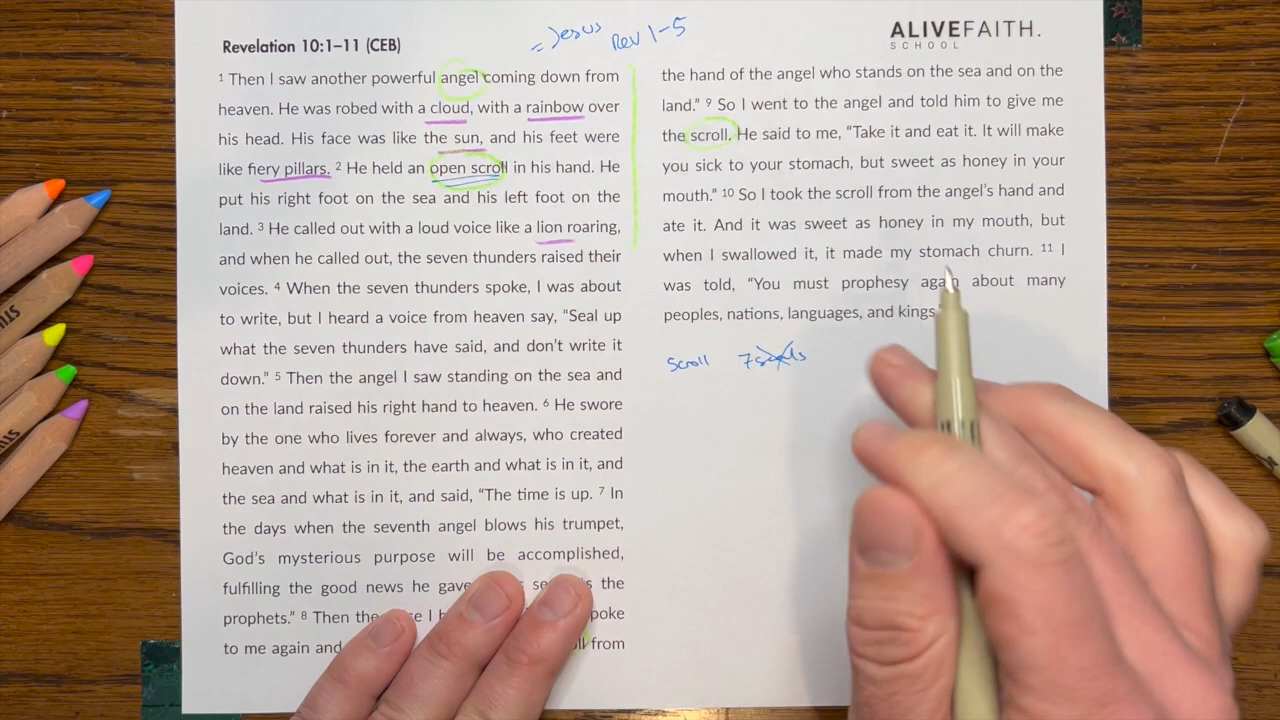 = Jesus Rev 1-5
ALIVEFAITH.
SCHOOL
Revelation 10:1–11 (CEB)
1 Then I saw another powerful angel coming down from
heaven. He was robed with a cloud, with a rainbow over
his head. His face was like the sun, and his feet were
like fiery pillars. 2 He held an open scroll in his hand. He
put his right foot on the sea and his left foot on the
land. 3 He called out with a loud voice like a lion roaring,
and when he called out, the seven thunders raised their
voices. 4 When the seven thunders spoke, I was about
to write, but I heard a voice from heaven say, “Seal up
what the seven thunders have said, and don’t write it
down.” 5 Then the angel I saw standing on the sea and
on the land raised his right hand to heaven. 6 He swore
by the one who lives forever and always, who created
heaven and what is in it, the earth and what is in it, and
the sea and what is in it, and said, “The time is up. 7 In
the days when the seventh angel blows his trumpet,
God’s mysterious purpose will be accomplished,
fulfilling the good news he gave the
prophets.” 8 Then the I
to me again and from
the hand of the angel who stands on the sea and on the
land.” 9 So I went to the angel and told him to give me
the scroll. He said to me, “Take it and eat it. It will make
you sick to your stomach, but sweet as honey in your
mouth.” 10 So I took the scroll from the angel’s hand and
ate it. And it was sweet as honey in my mouth, but
when I swallowed it, it made my stomach churn. 11 I
was told, “You must prophesy again about many
peoples, nations, languages, and kings
Scroll 7 seals